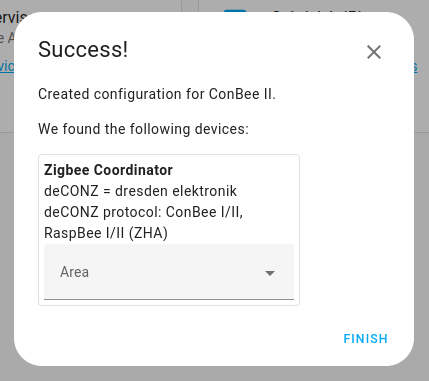 Success!
Created configuration for ConBee II.
We found the following devices:
Zigbee Coordinator
deCONZ = dresden elektronik
deCONZ protocol: ConBee I/II,
RaspBee I/II (ZHA)
Area
FINISH